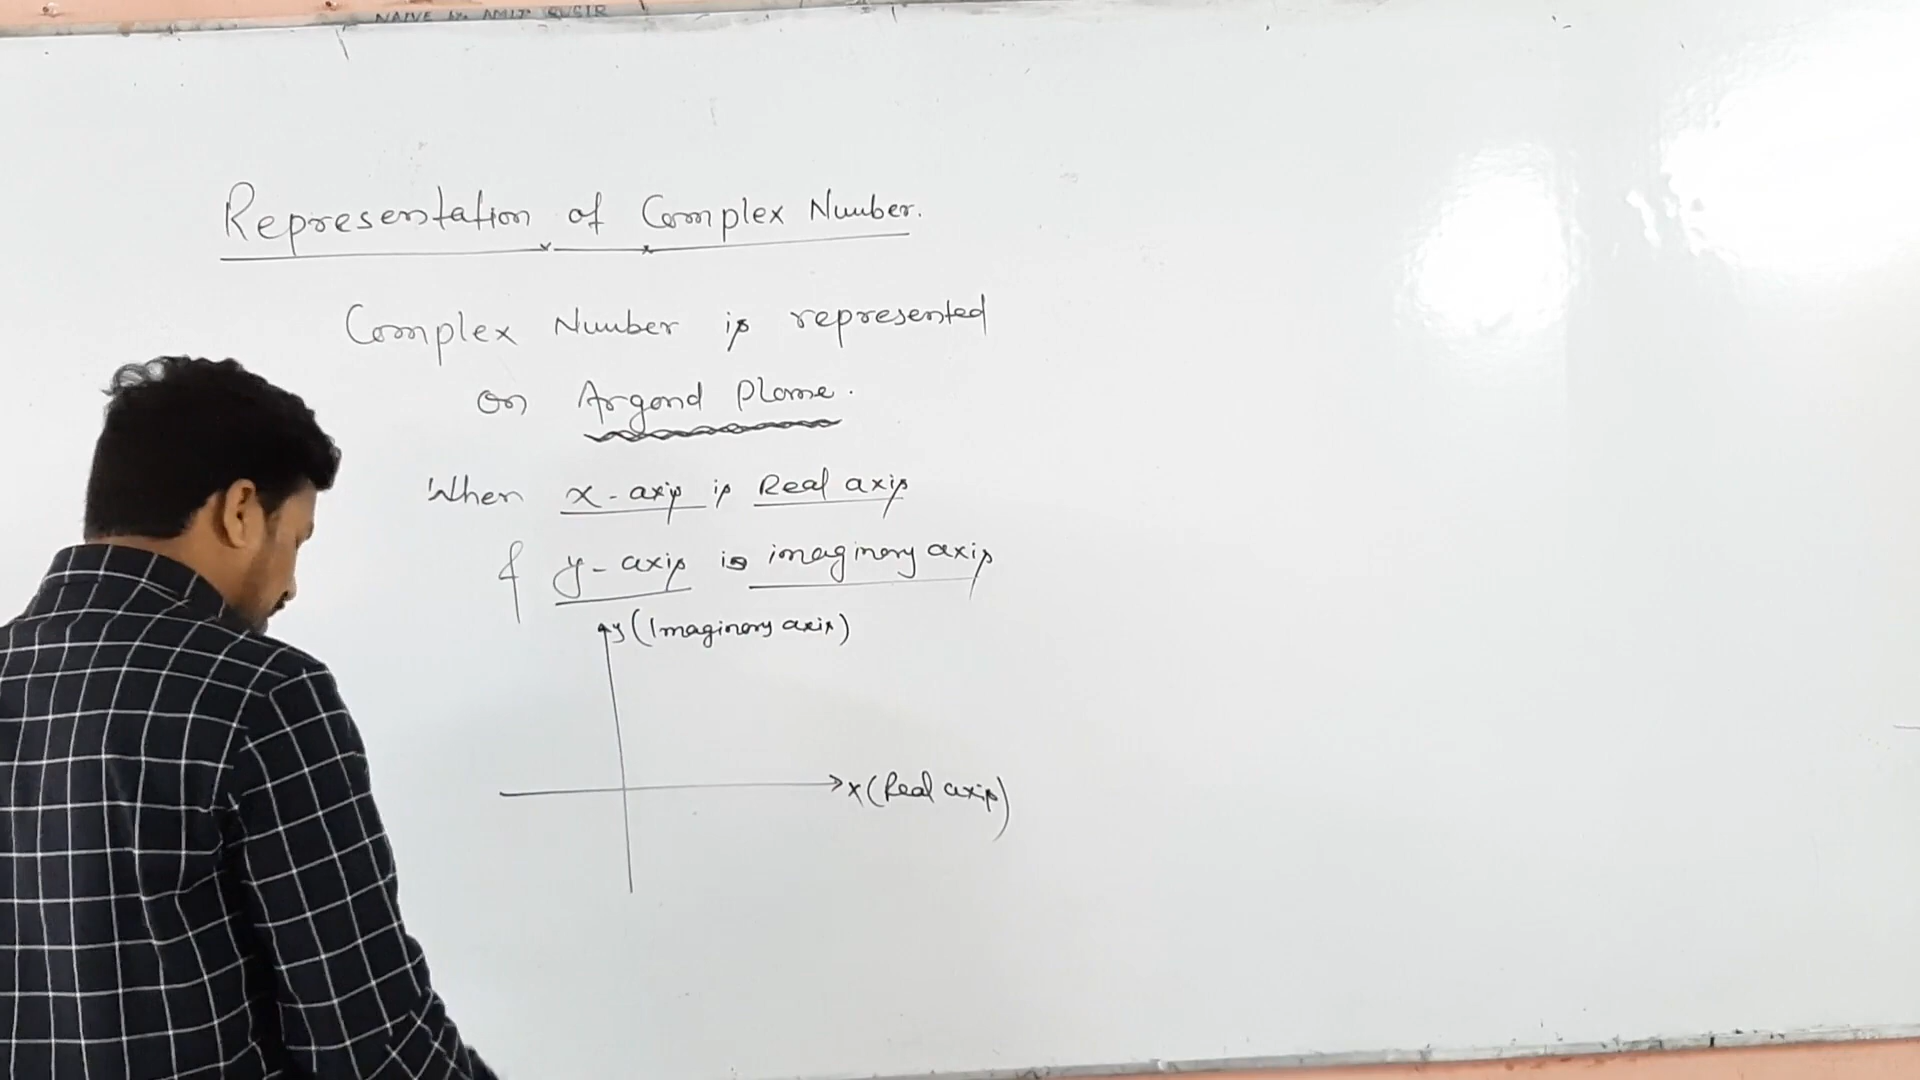 Representation of Complex Number.
Complex Number is represented
on Argand Plane.
When x-axis is Real axis
& y-axis is imaginary axis
y (Imaginary axis)
x (Real axis)